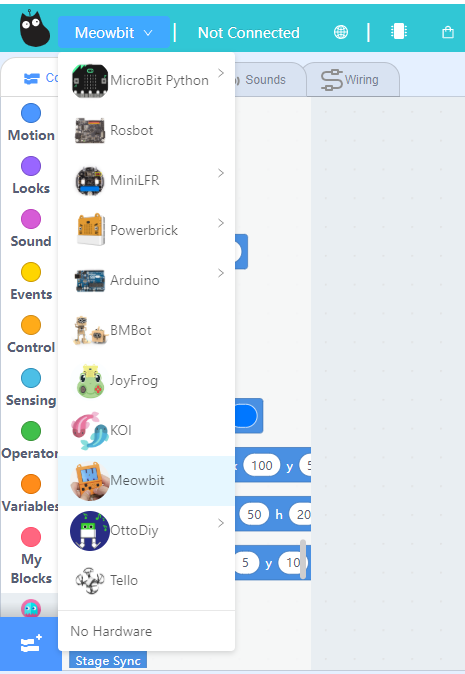 Meowbit
Not Connected
Co
Sounds
Wiring
Motion
Looks
Sound
Events
Control
Sensing
Operator
Variables
My
Blocks
MicroBit Python
Rosbot
MiniLFR
Powerbrick
Arduino
BMBot
JoyFrog
KOI
Meowbit
OttoDiy
Tello
No Hardware
100 y 5
50 h 20
5 y 10
Stage Sync